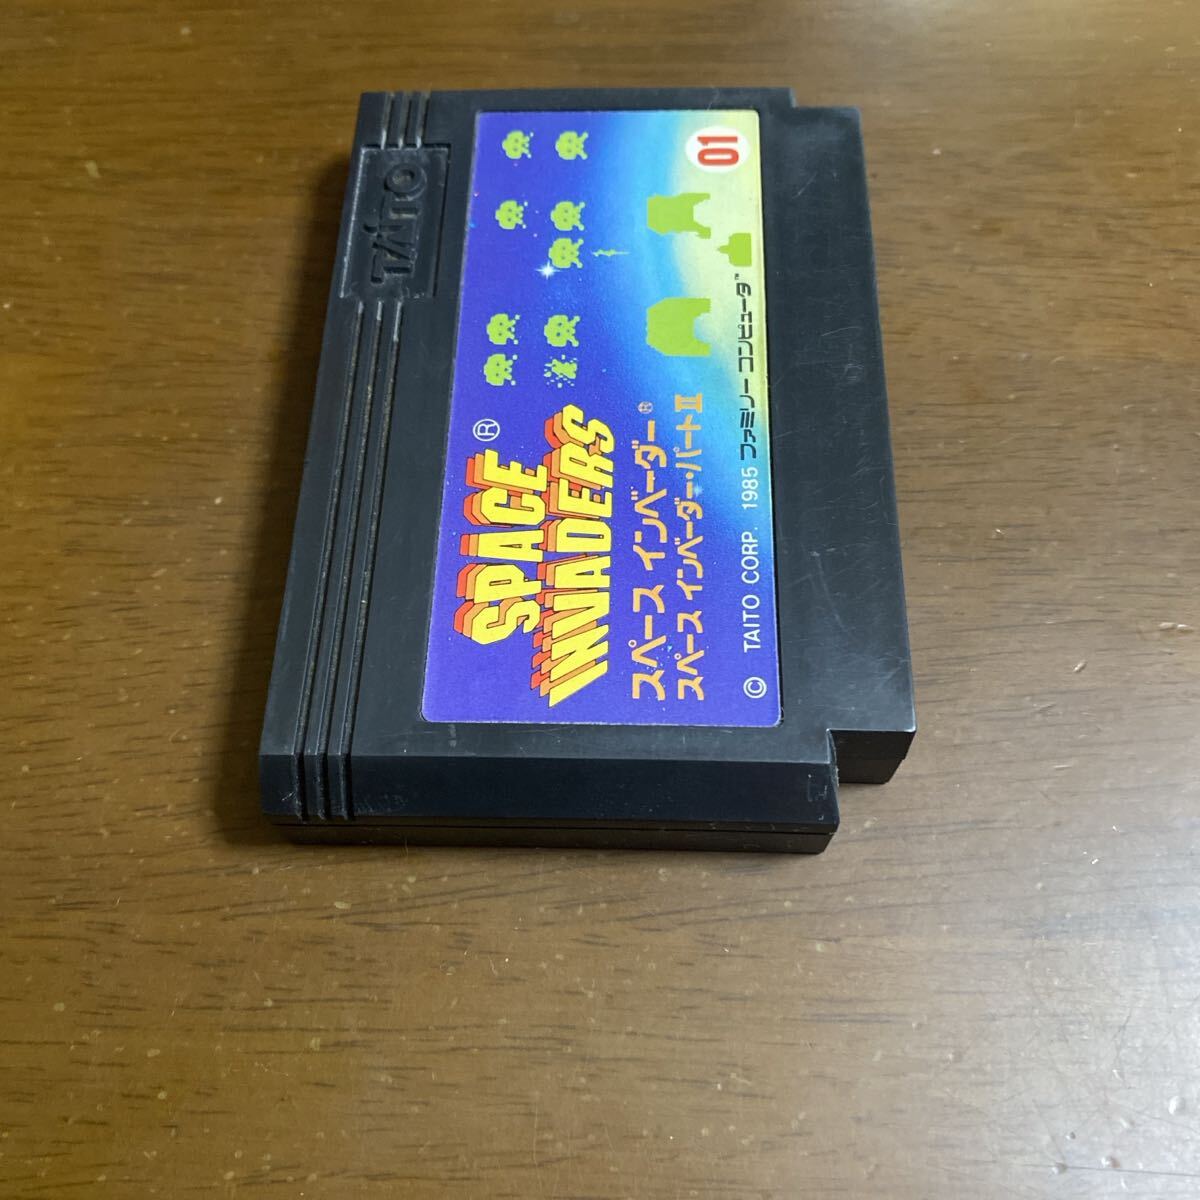 TAITO
SPACE ®
INVADERS
スペース インベーダー®
スペース インベーダー・パートII
© TAITO CORP. 1985 ファミリー コンピュータ™
01